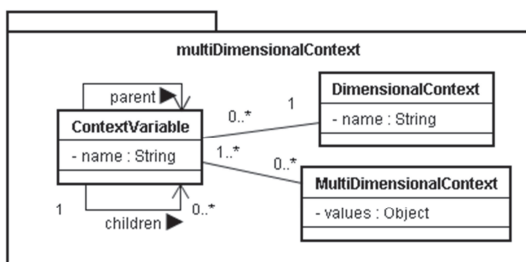 multiDimensionalContext
parent
ContextVariable
- name : String
0..*
1
DimensionalContext
- name : String
1..*
0..*
MultiDimensionalContext
- values : Object
1
children
0..*